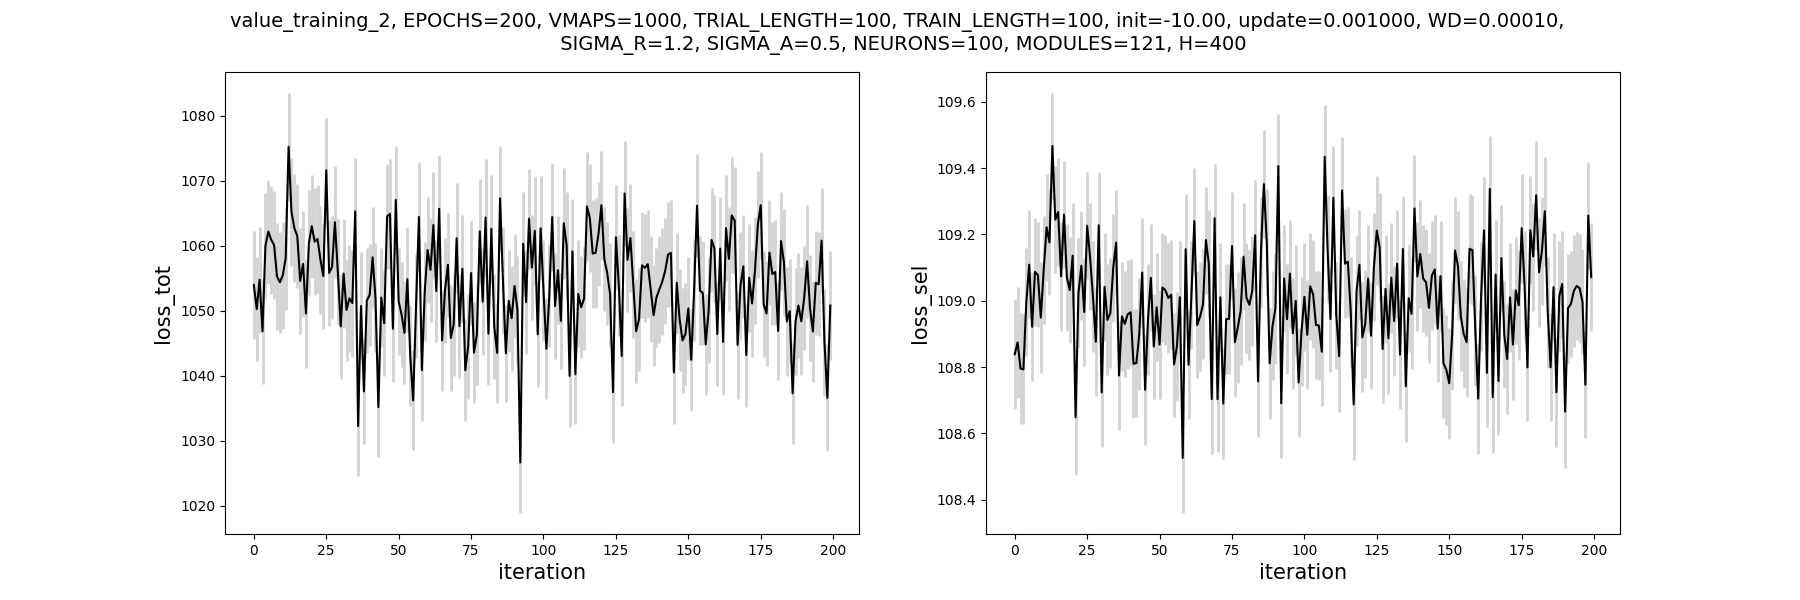 value_training_2, EPOCHS=200, VMAPS=1000, TRIAL_LENGTH=100, TRAIN_LENGTH=100, init=-10.00, update=0.001000, WD=0.00010,
SIGMA_R=1.2, SIGMA_A=0.5, NEURONS=100, MODULES=121, H=400
loss_tot
1080
1070
1060
1050
1040
1030
1020
0 25 50 75 100 125 150 175 200
iteration
loss_sel
109.6
109.4
109.2
109.0
108.8
108.6
108.4
0 25 50 75 100 125 150 175 200
iteration